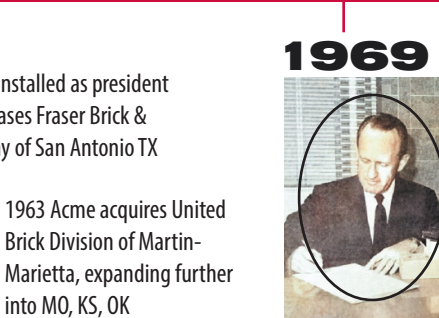 1969
nstalled as president
ases Fraser Brick &
y of San Antonio TX
1963 Acme acquires United
Brick Division of Martin-
Marietta, expanding further
into MO, KS, OK